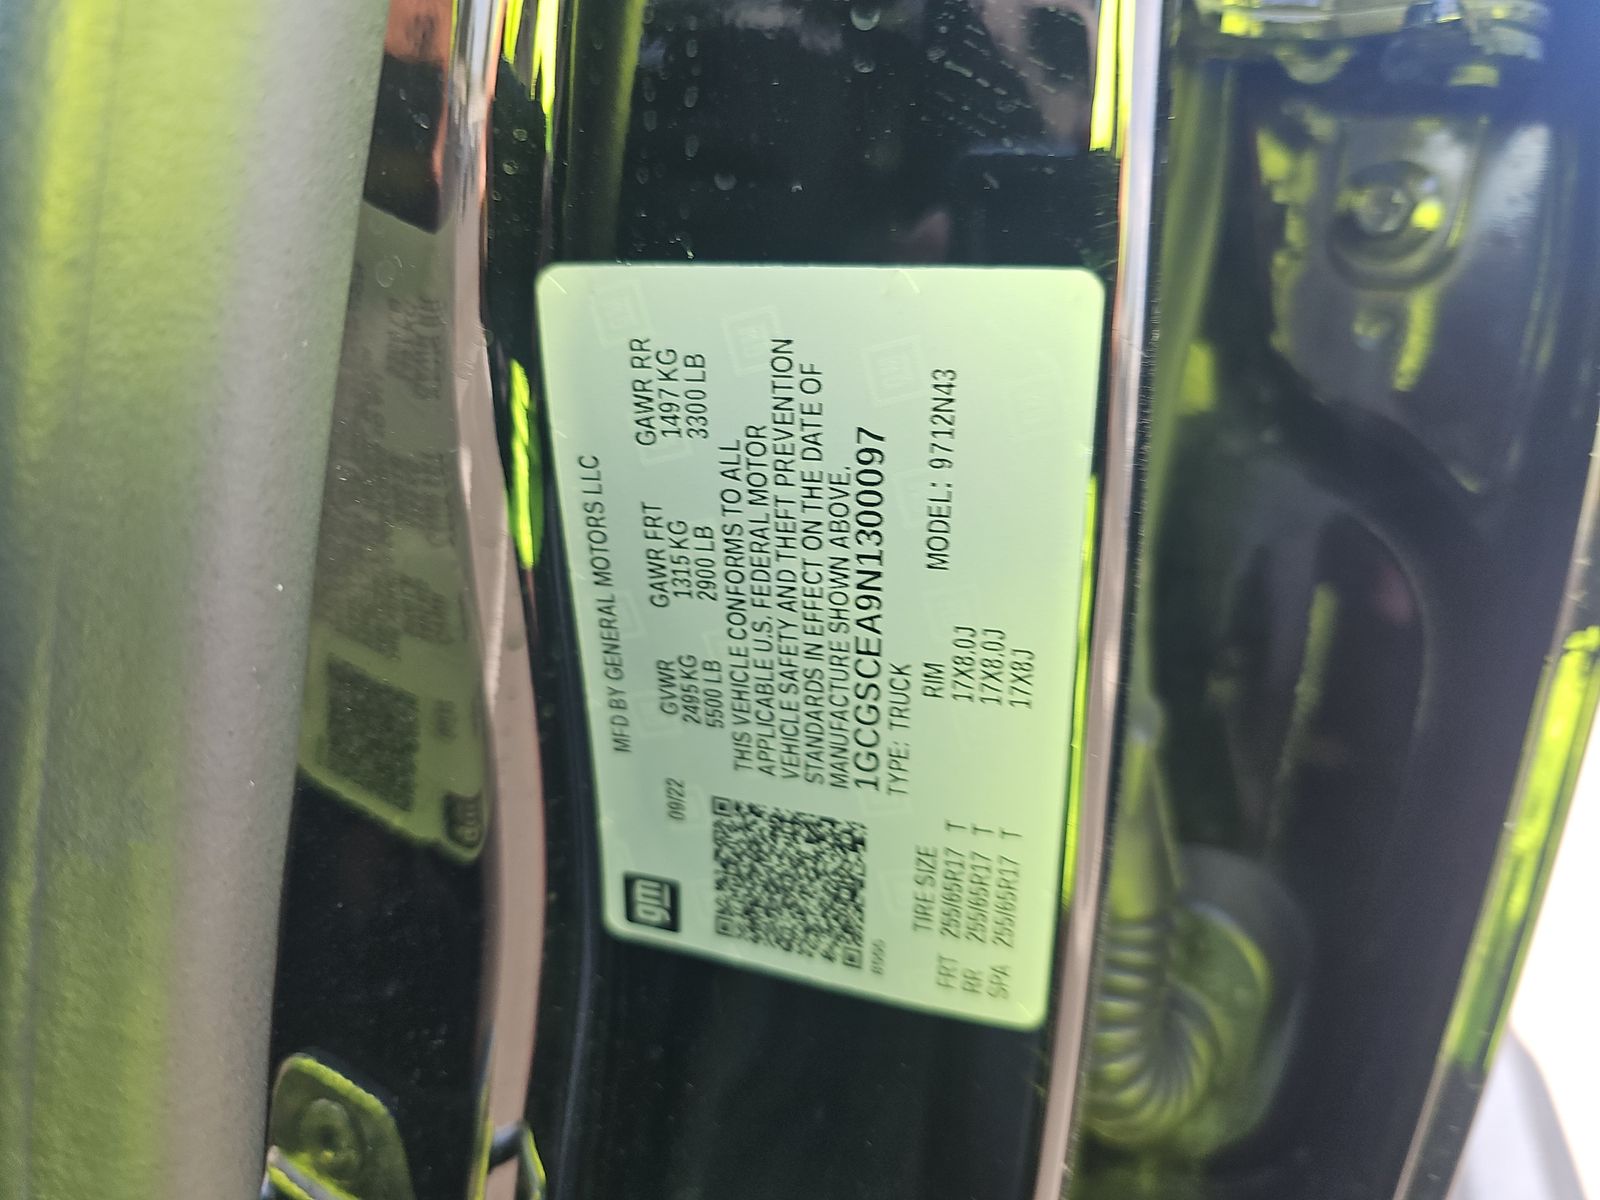 gm
MFD BY GENERAL MOTORS LLC
09/22 GVWR GAWR FRT GAWR RR
2495 KG 1315 KG 1497 KG
5500 LB 2900 LB 3300 LB
THIS VEHICLE CONFORMS TO ALL
APPLICABLE U.S. FEDERAL MOTOR
VEHICLE SAFETY AND THEFT PREVENTION
STANDARDS IN EFFECT ON THE DATE OF
MANUFACTURE SHOWN ABOVE.
1GCGSCEA9N1300097
TYPE: TRUCK
TIRE SIZE RIM MODEL: 9712N43
FRT 255/65R17 T 17X8.0J
RR 255/65R17 T 17X8.0J
SPA 255/65R17 T 17X8J